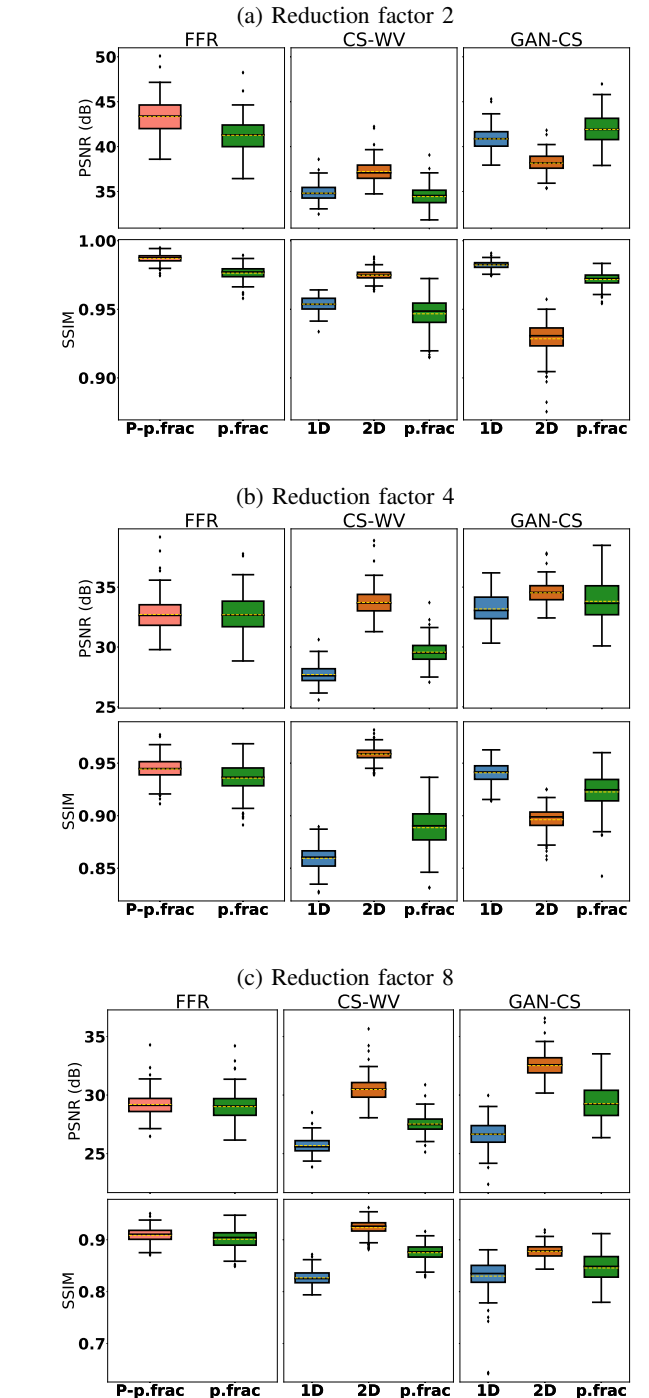 (a) Reduction factor 2
FFR CS-WV GAN-CS
PSNR (dB)
50
45
40
35
SSIM
1.00
0.95
0.90
P-p.frac p.frac 1D 2D p.frac 1D 2D p.frac
(b) Reduction factor 4
FFR CS-WV GAN-CS
PSNR (dB)
35
30
25
SSIM
0.95
0.90
0.85
P-p.frac p.frac 1D 2D p.frac 1D 2D p.frac
(c) Reduction factor 8
FFR CS-WV GAN-CS
PSNR (dB)
35
30
25
SSIM
0.9
0.8
0.7
P-p.frac p.frac 1D 2D p.frac 1D 2D p.frac